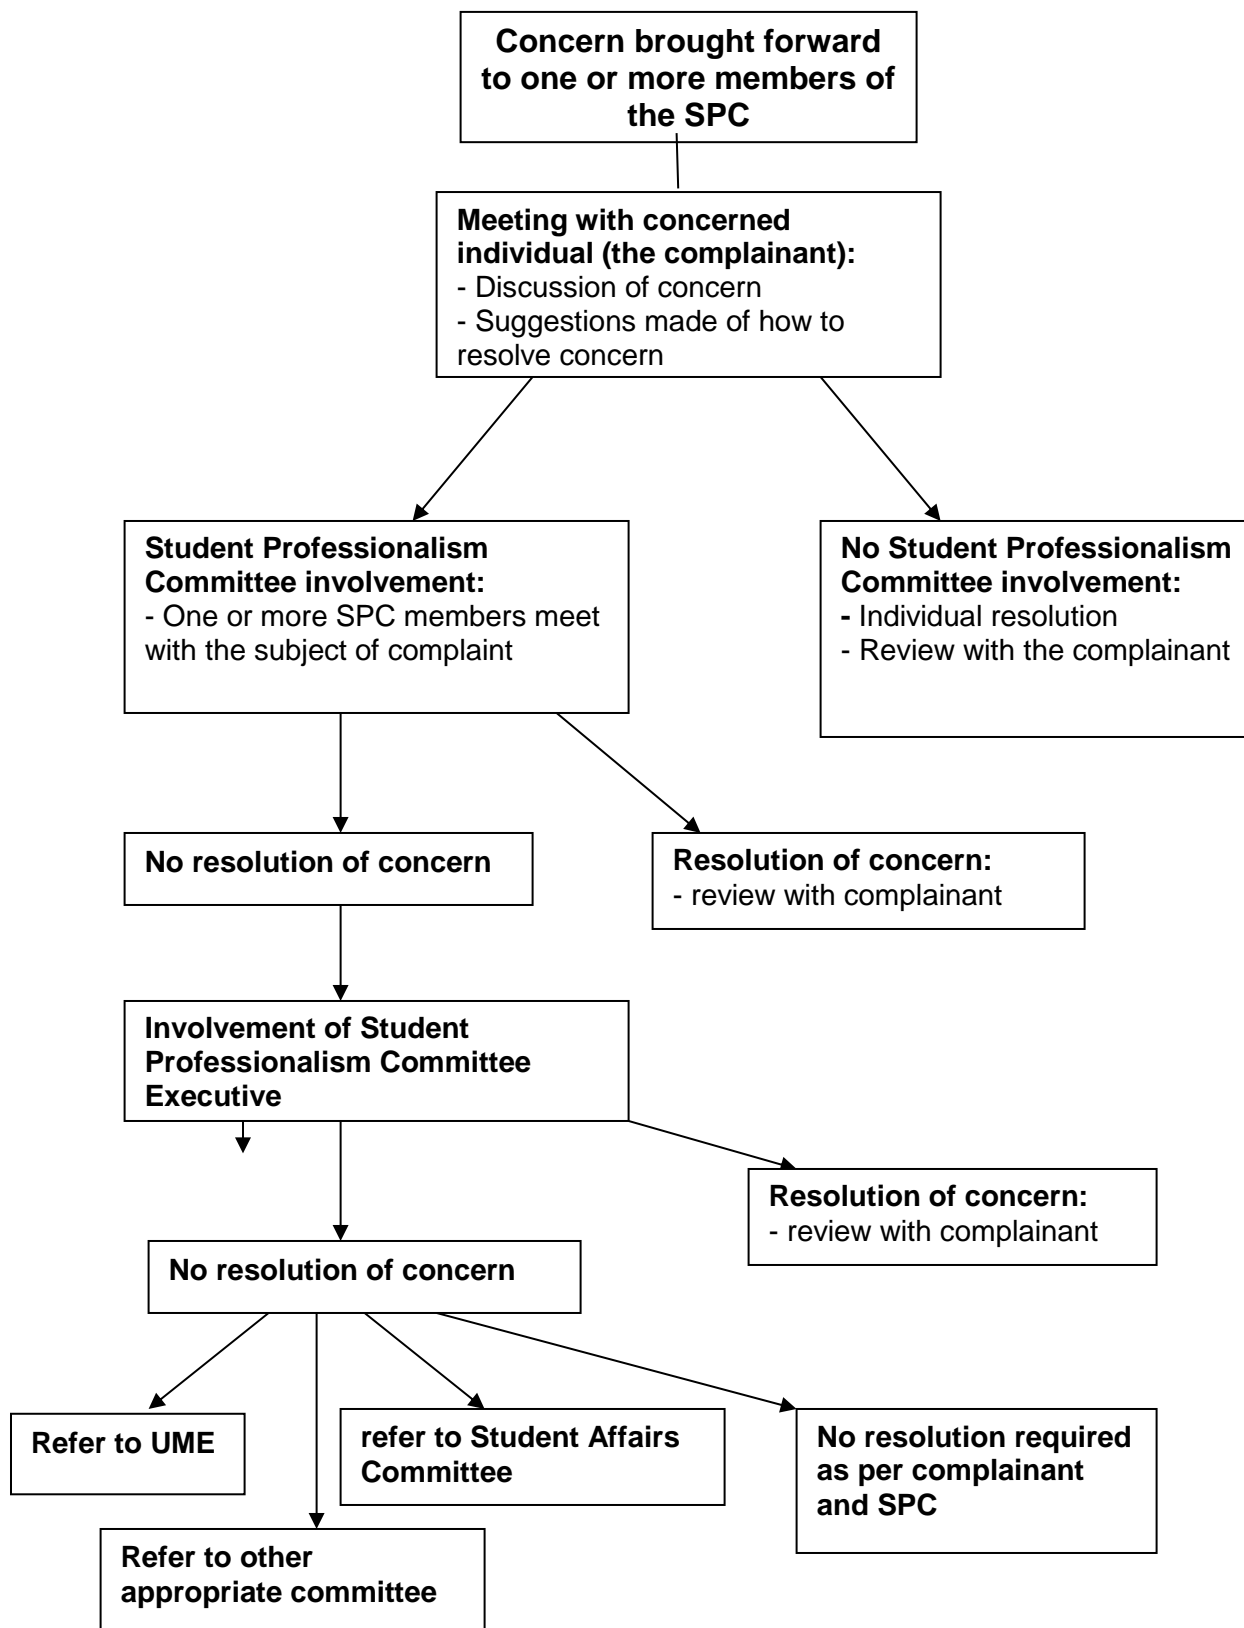 Concern brought forward
to one or more members of
the SPC
Meeting with concerned
individual (the complainant):
- Discussion of concern
- Suggestions made of how to
resolve concern
Student Professionalism
Committee involvement:
- One or more SPC members meet
with the subject of complaint
No Student Professionalism
Committee involvement:
- Individual resolution
- Review with the complainant
No resolution of concern
Resolution of concern:
- review with complainant
Involvement of Student
Professionalism Committee
Executive
Resolution of concern:
- review with complainant
No resolution of concern
Refer to UME
refer to Student Affairs
Committee
No resolution required
as per complainant
and SPC
Refer to other
appropriate committee